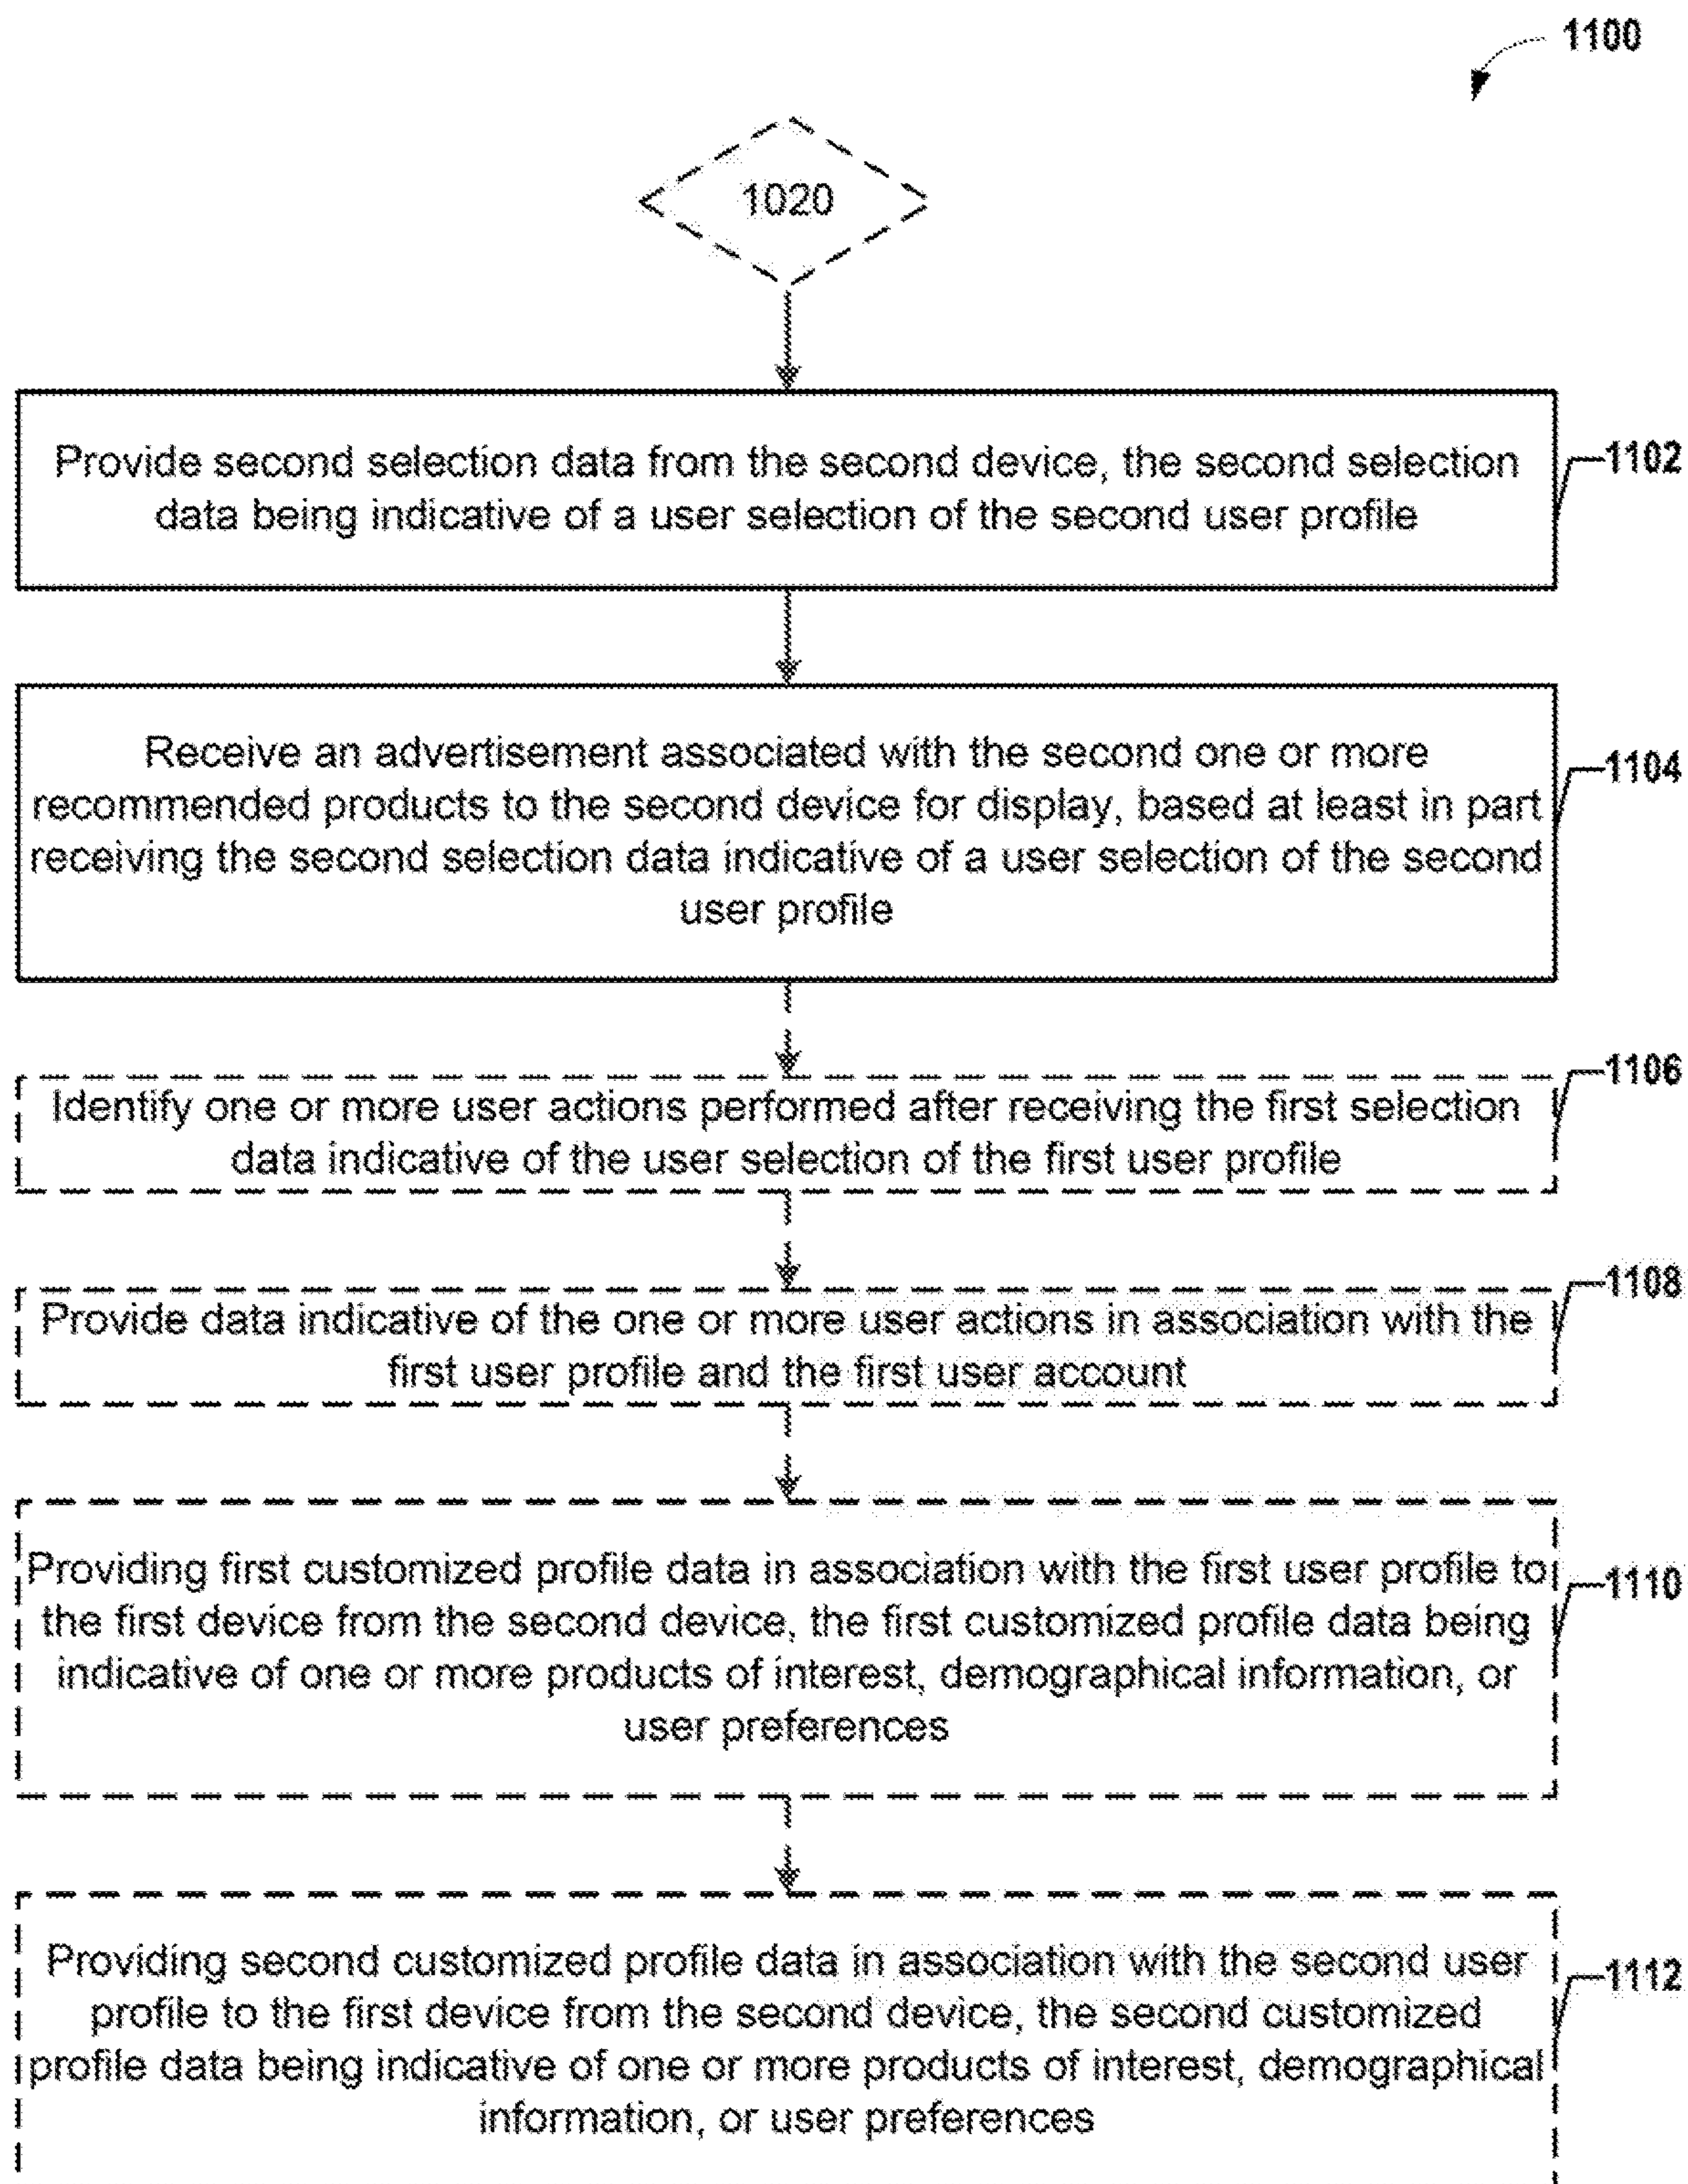 1100
1020
Provide second selection data from the second device, the second selection
data being indicative of a user selection of the second user profile
1102
Receive an advertisement associated with the second one or more
recommended products to the second device for display, based at least in part
receiving the second selection data indicative of a user selection of the second
user profile
1104
Identify one or more user actions performed after receiving the first selection
data indicative of the user selection of the first user profile
1106
Provide data indicative of the one or more user actions in association with the
first user profile and the first user account
1108
Providing first customized profile data in association with the first user profile to
the first device from the second device, the first customized profile data being
indicative of one or more products of interest, demographical information, or
user preferences
1110
Providing second customized profile data in association with the second user
profile to the first device from the second device, the second customized
profile data being indicative of one or more products of interest, demographical
information, or user preferences
1112